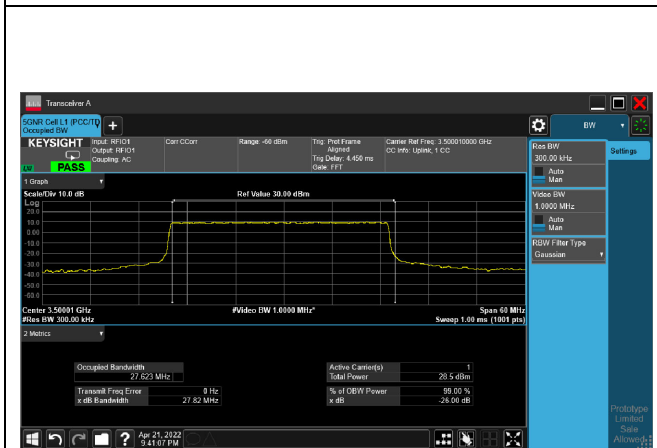 Transceiver A
5GNR Cell L1 (PCC/TD
Occupied BW
KEYSIGHT
Input: RFIO1
Output: RFIO1
Coupling: AC
Corr CCorr
Range: -60 dBm
Trig: Prot Frame
Aligned
Trig Delay: 4.450 ms
Gate: FFT
Carrier Ref Freq: 3.500010000 GHz
CC Info: Uplink, 1 CC
PASS
1 Graph
Scale/Div 10.0 dB
Ref Value 30.00 dBm
Log
20.0
10.0
0.00
-10.0
-20.0
-30.0
-40.0
-50.0
-60.0
Center 3.50001 GHz
#Video BW 1.0000 MHz*
Span 60 MHz
#Res BW 300.00 kHz
Sweep 1.00 ms (1001 pts)
2 Metrics
Occupied Bandwidth
27.623 MHz
Transmit Freq Error 0 Hz
x dB Bandwidth 27.82 MHz
Active Carrier(s) 1
Total Power 28.5 dBm
% of OBW Power 99.00 %
x dB -26.00 dB
BW
Res BW
300.00 kHz
Auto
Man
Video BW
1.0000 MHz
Auto
Man
RBW Filter Type
Gaussian
Settings
Prototype
Limited
Sale
Allowed
?
Apr 21, 2022
9:41:07 PM